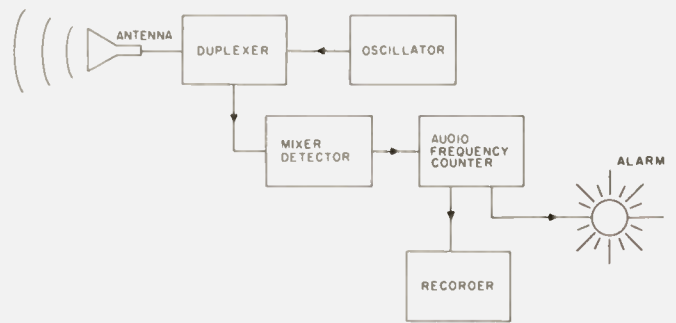 ANTENNA
DUPLEXER
OSCILLATOR
MIXER
DETECTOR
AUDIO
FREQUENCY
COUNTER
ALARM
RECORDER